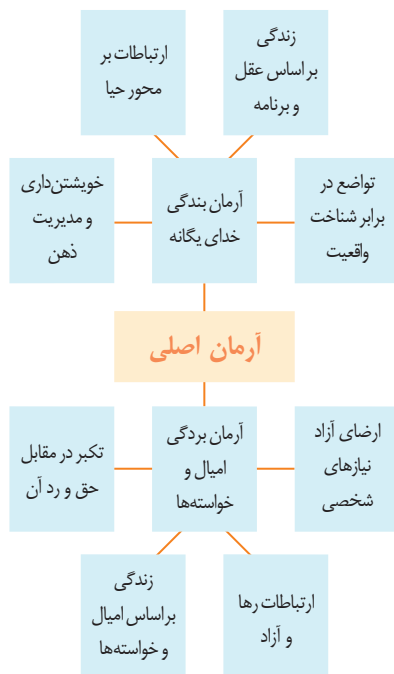 زندگی
براساس عقل
و برنامه
ارتباطات بر
محور حیا
تواضع در
برابر شناخت
واقعیت
آرمان بندگی
خدای یگانه
خویشتن‌داری
و مدیریت
ذهن
آرمان اصلی
ارضای آزاد
نیازهای
شخصی
آرمان بردگی
امیال و
خواسته‌ها
تکبر در مقابل
حق و رد آن
ارتباطات رها
و آزاد
زندگی
براساس امیال
و خواسته‌ها